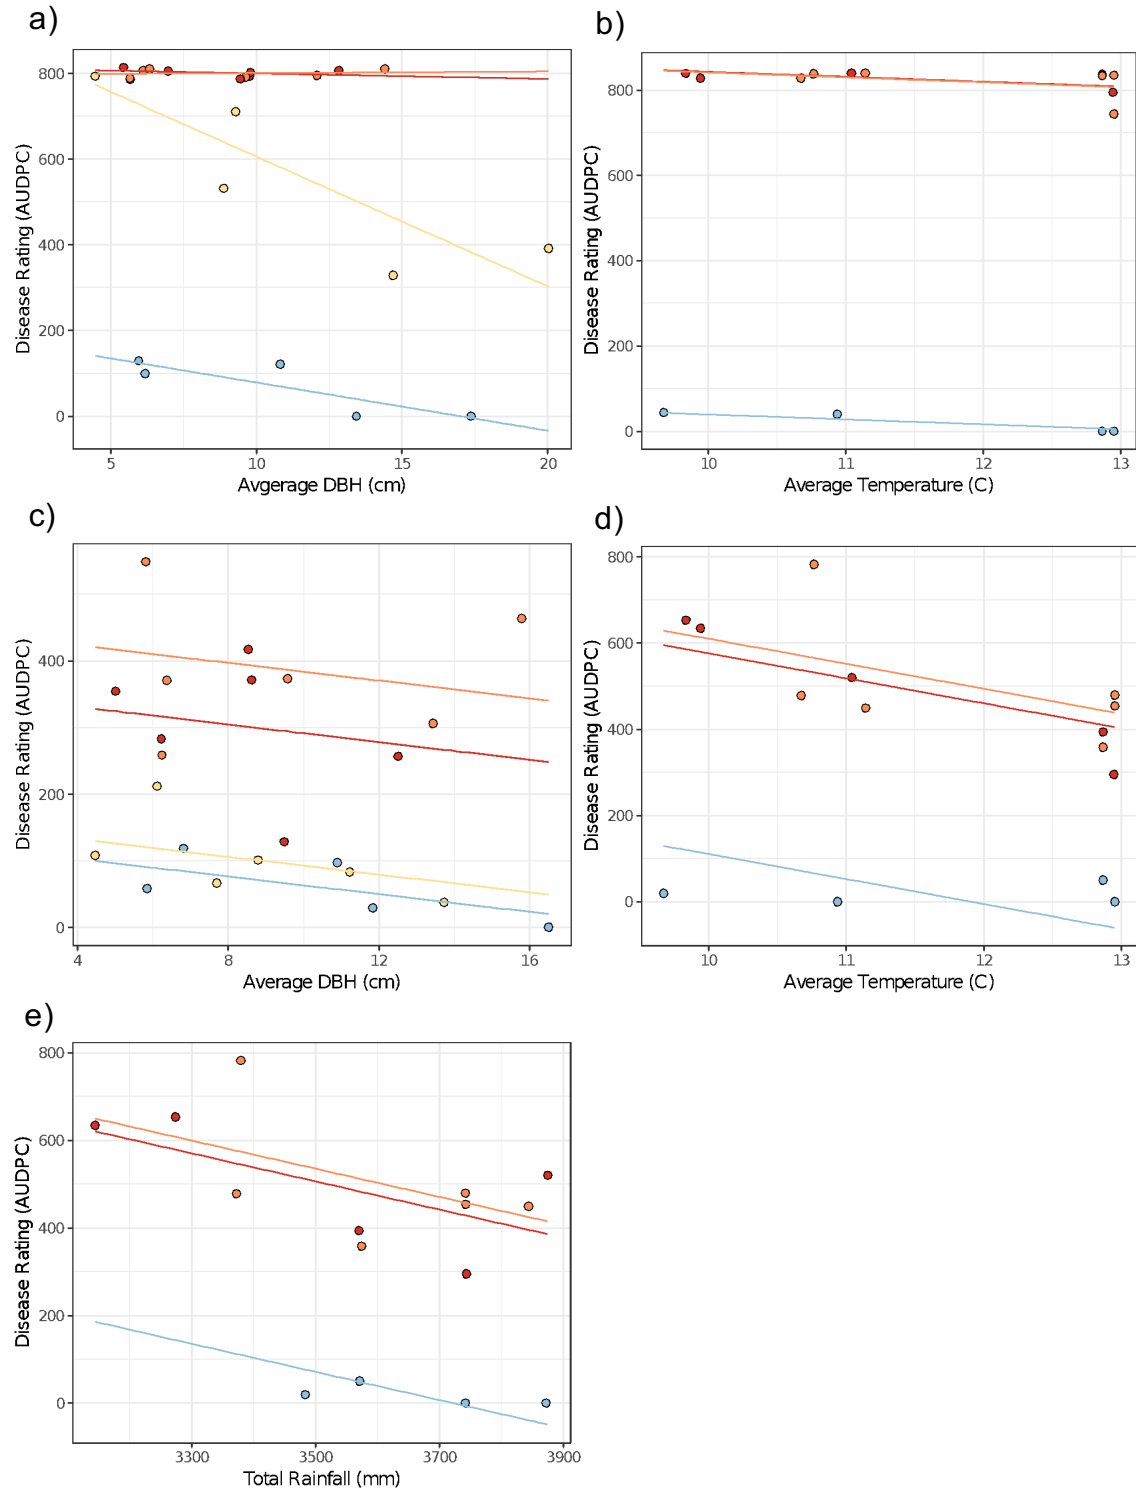 a)
Disease Rating (AUDPC)
800
600
400
200
0
5
10
15
20
Avgerage DBH (cm)
b)
Disease Rating (AUDPC)
800
600
400
200
0
10
11
12
13
Average Temperature (C)
c)
Disease Rating (AUDPC)
400
200
0
4
8
12
16
Average DBH (cm)
d)
Disease Rating (AUDPC)
800
600
400
200
0
10
11
12
13
Average Temperature (C)
e)
Disease Rating (AUDPC)
800
600
400
200
0
3300
3500
3700
3900
Total Rainfall (mm)